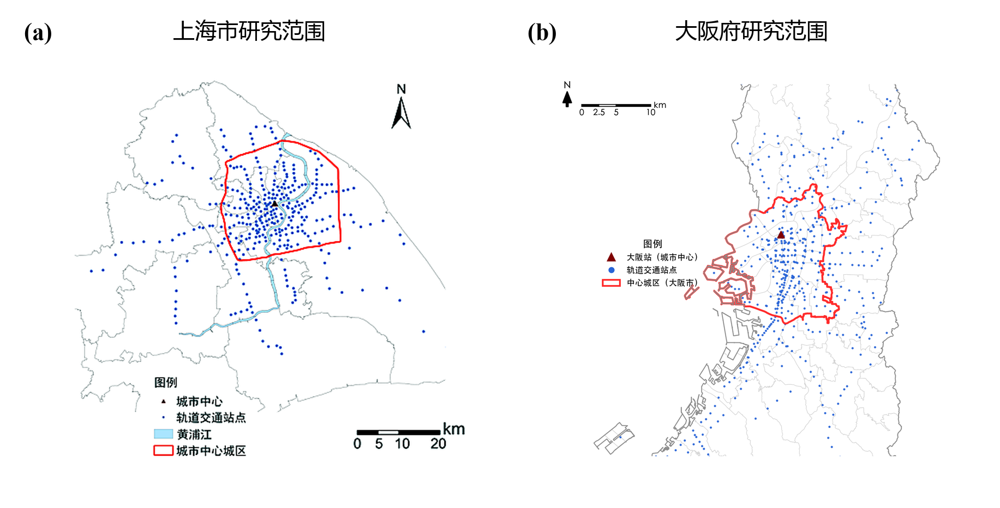 (a) 上海市研究范围
N
图例
城市中心
轨道交通站点
黄浦江
城市中心城区
km
0 5 10 20
(b) 大阪府研究范围
N
km
0 2.5 5 10
图例
大阪站（城市中心）
轨道交通站点
中心城区（大阪市）